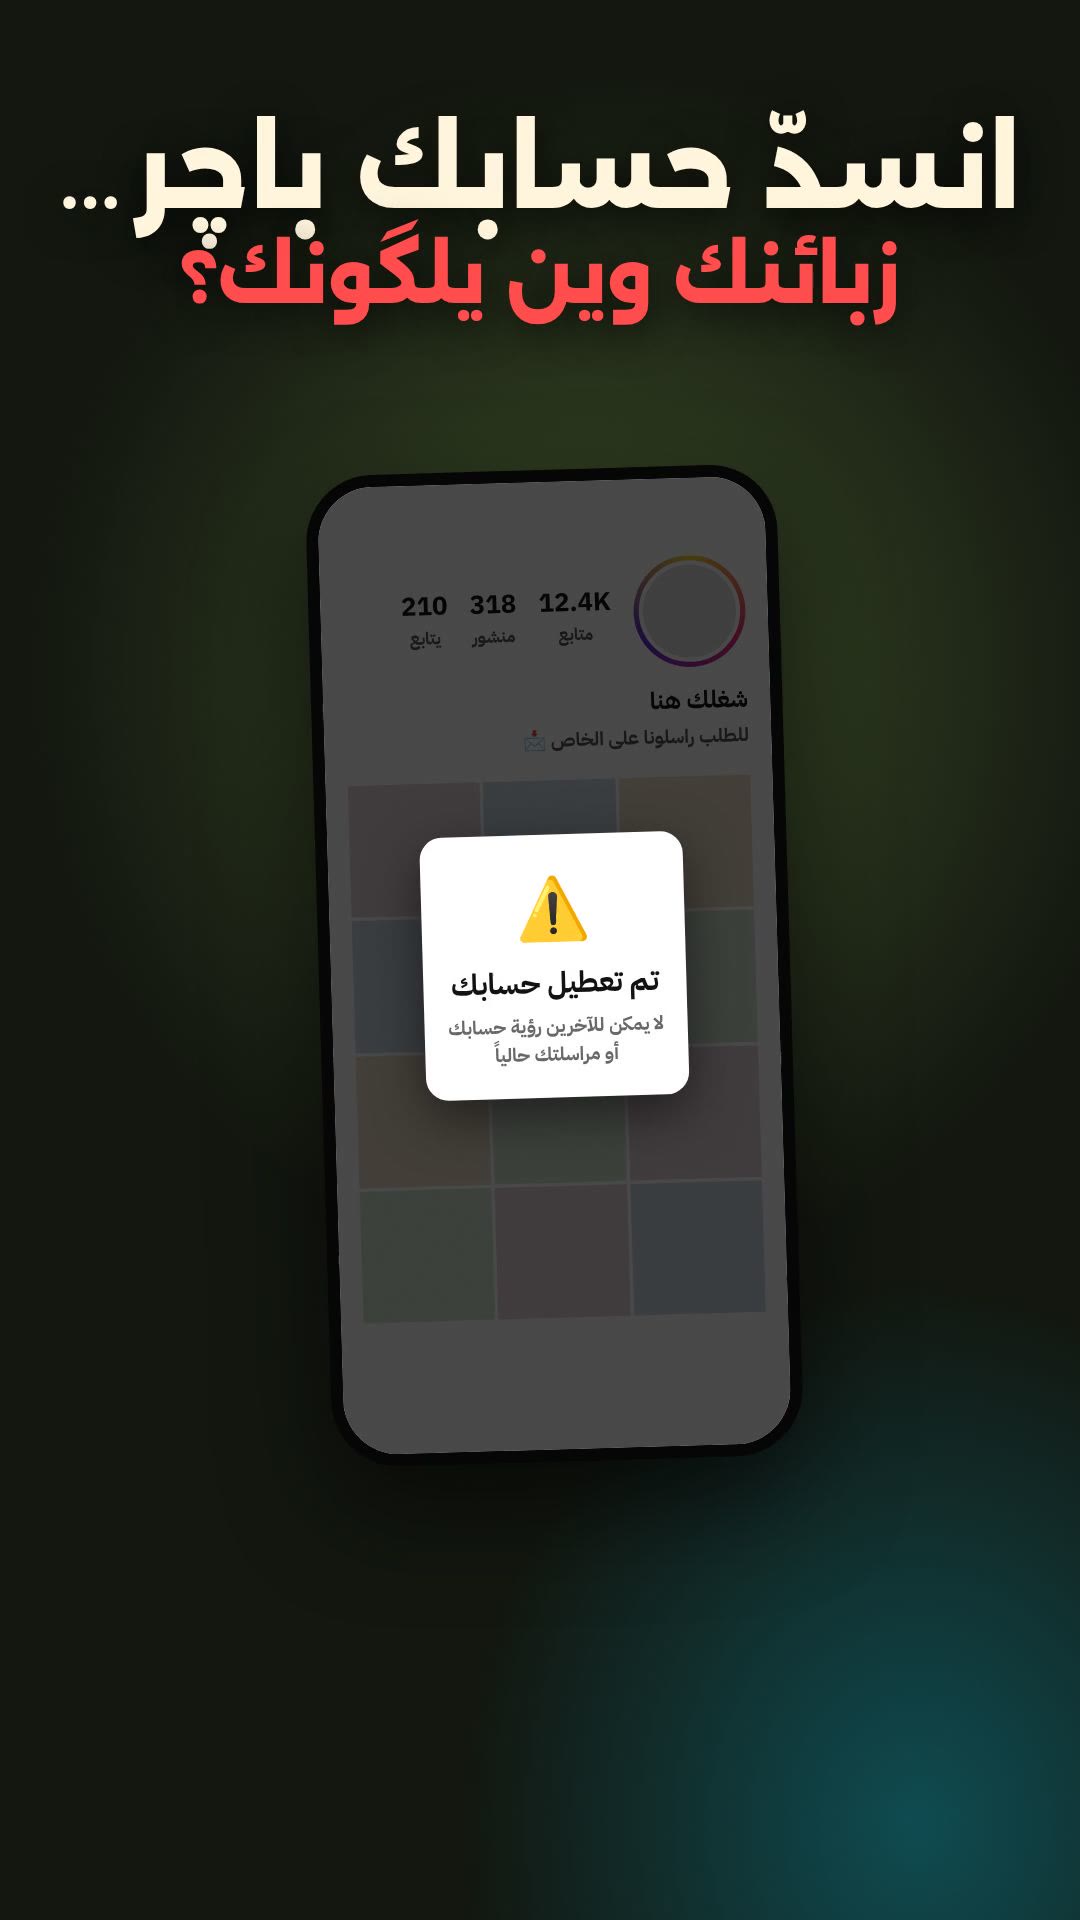 انسدّ حسابك باچر...
زبائنك وين يلگونك؟
12.4K 318 210
متابع منشور يتابع
شغلك هنا
للطلب راسلونا على الخاص 📩
تم تعطيل حسابك
لا يمكن للآخرين رؤية حسابك
أو مراسلتك حالياً